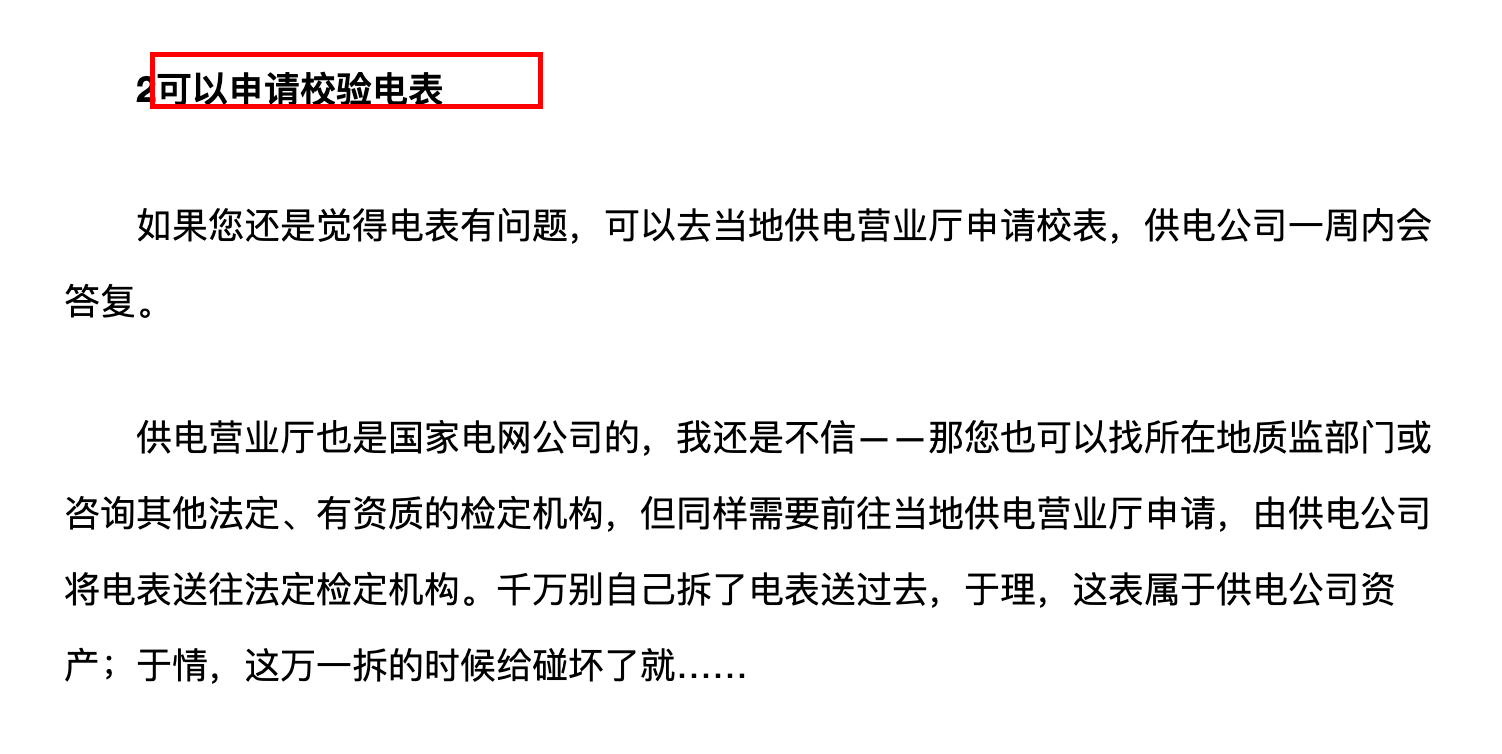 2可以申请校验电表
如果您还是觉得电表有问题，可以去当地供电营业厅申请校表，供电公司一周内会
答复。
供电营业厅也是国家电网公司的，我还是不信——那您也可以找所在地质监部门或
咨询其他法定、有资质的检定机构，但同样需要前往当地供电营业厅申请，由供电公司
将电表送往法定检定机构。千万别自己拆了电表送过去，于理，这表属于供电公司资
产；于情，这万一拆的时候给碰坏了就……